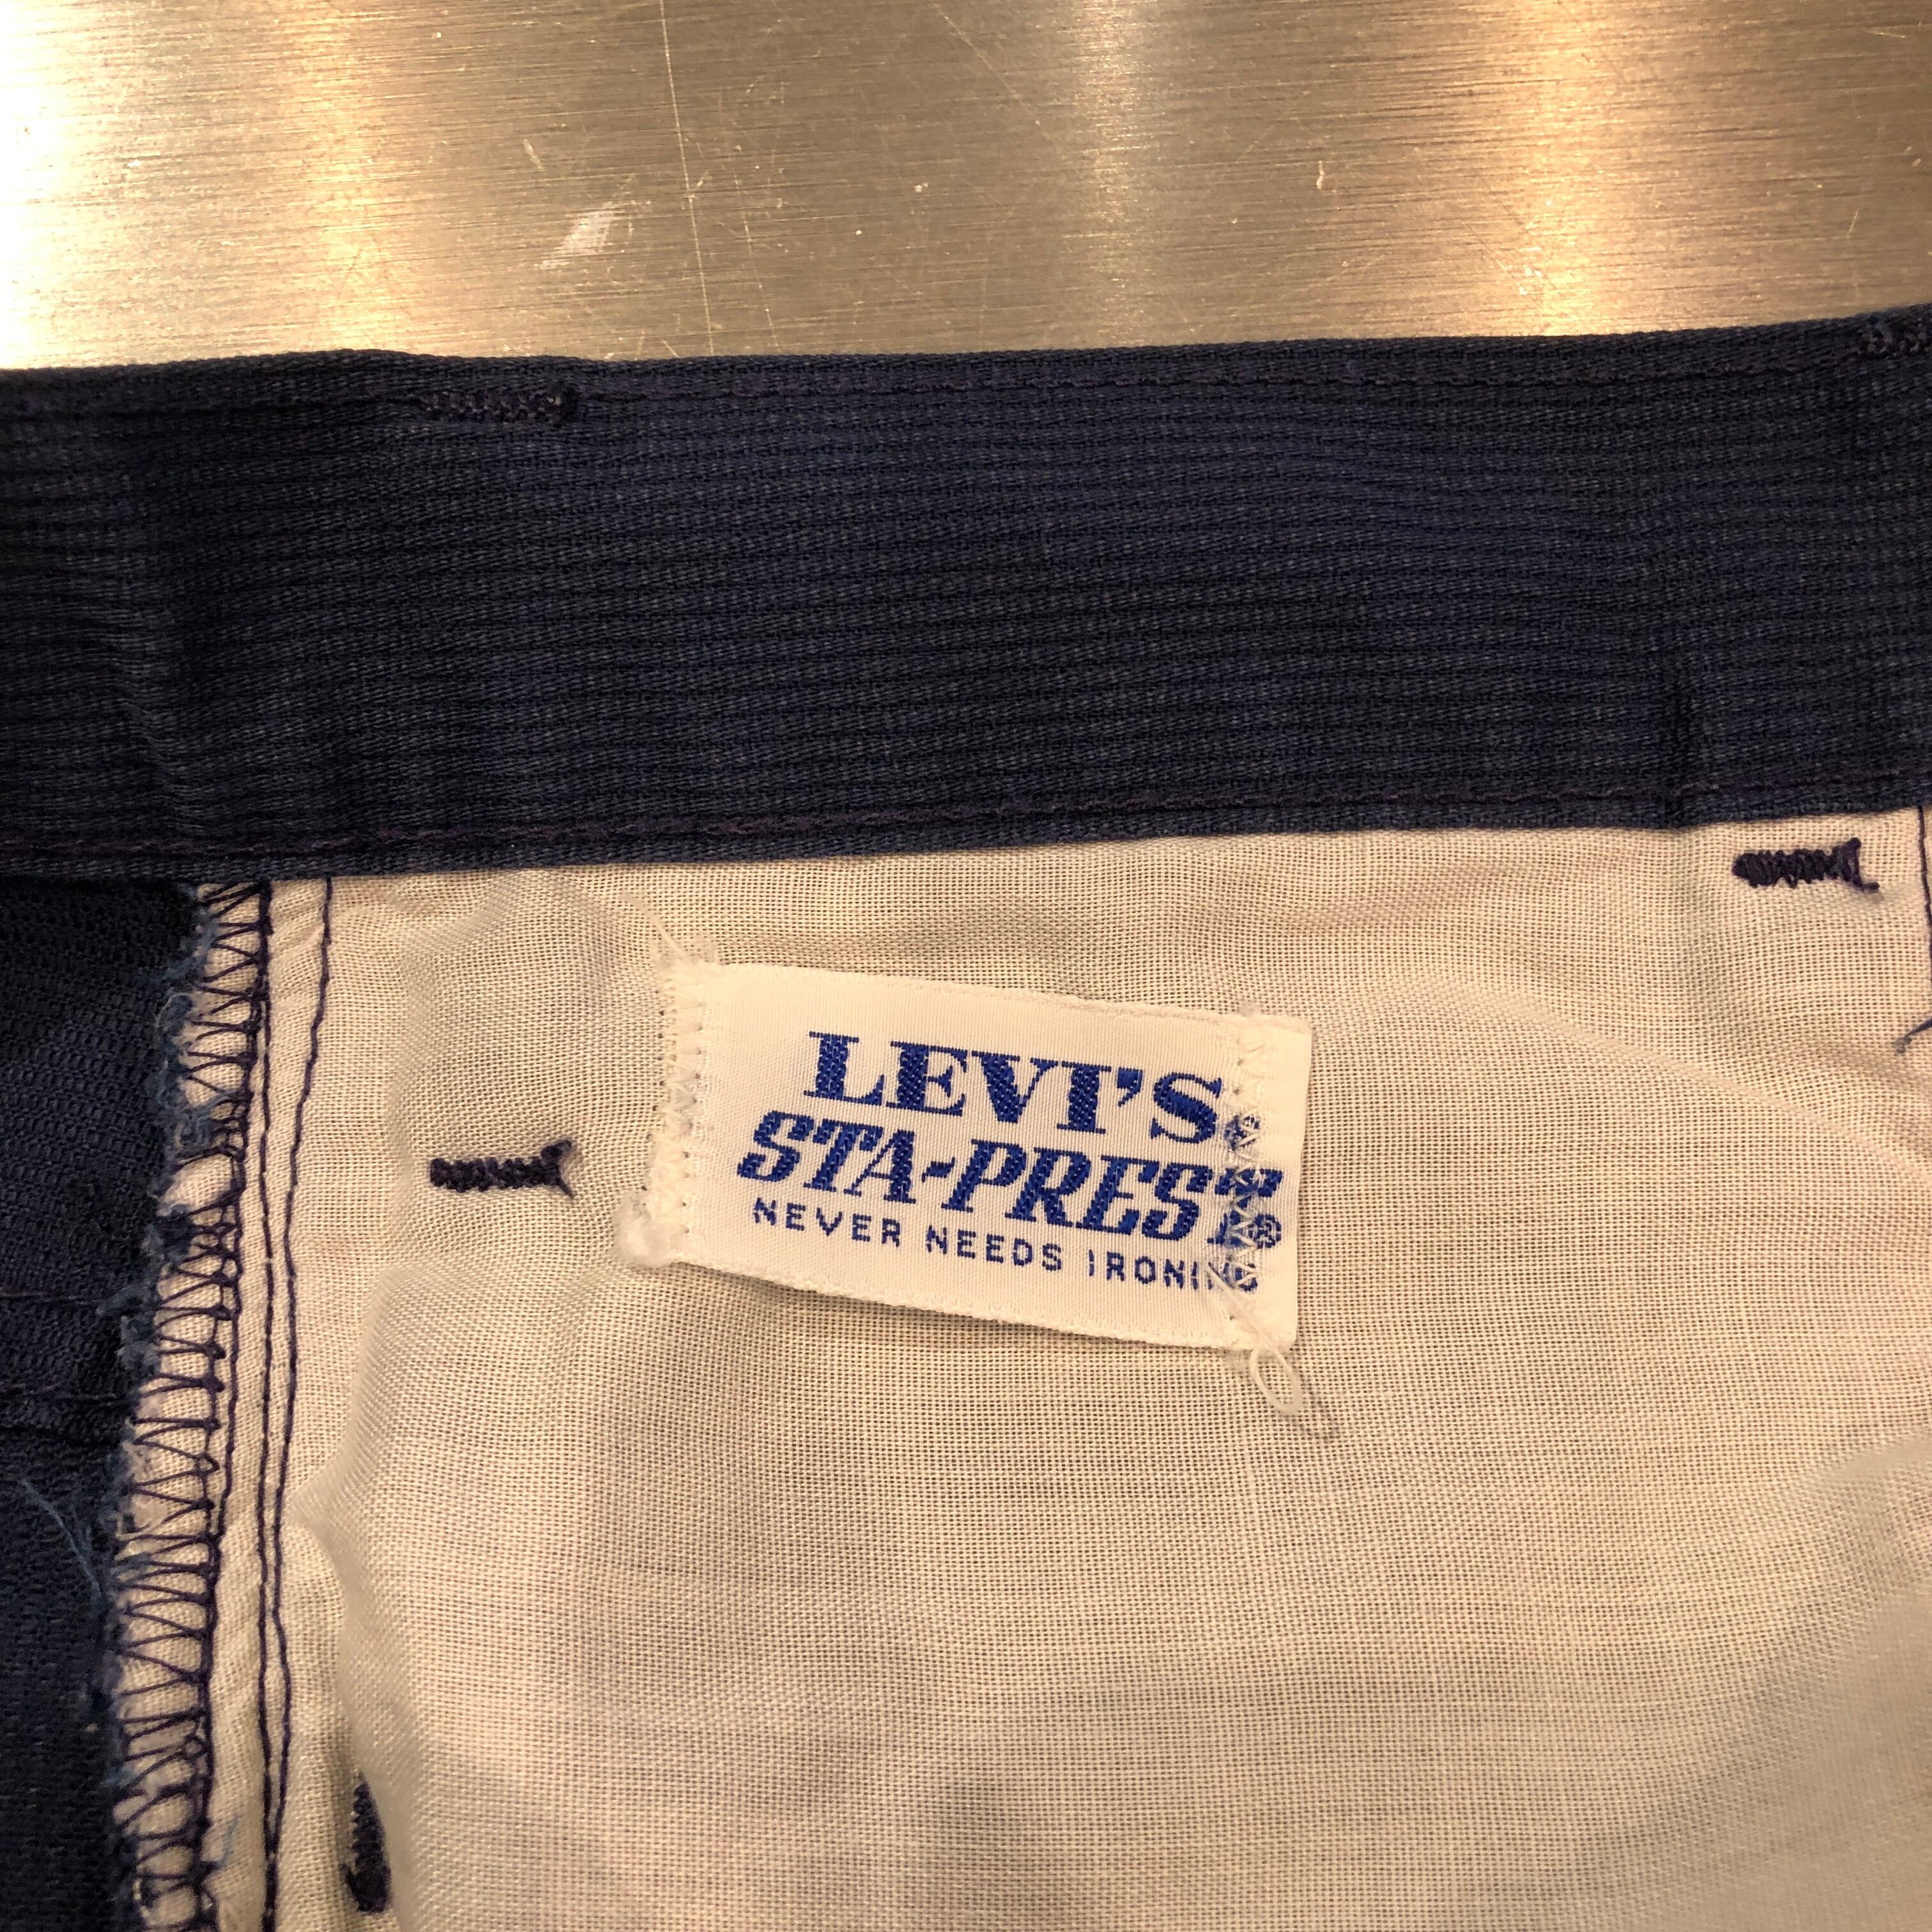 LEVI'S®
STA-PREST®
NEVER NEEDS IRONING